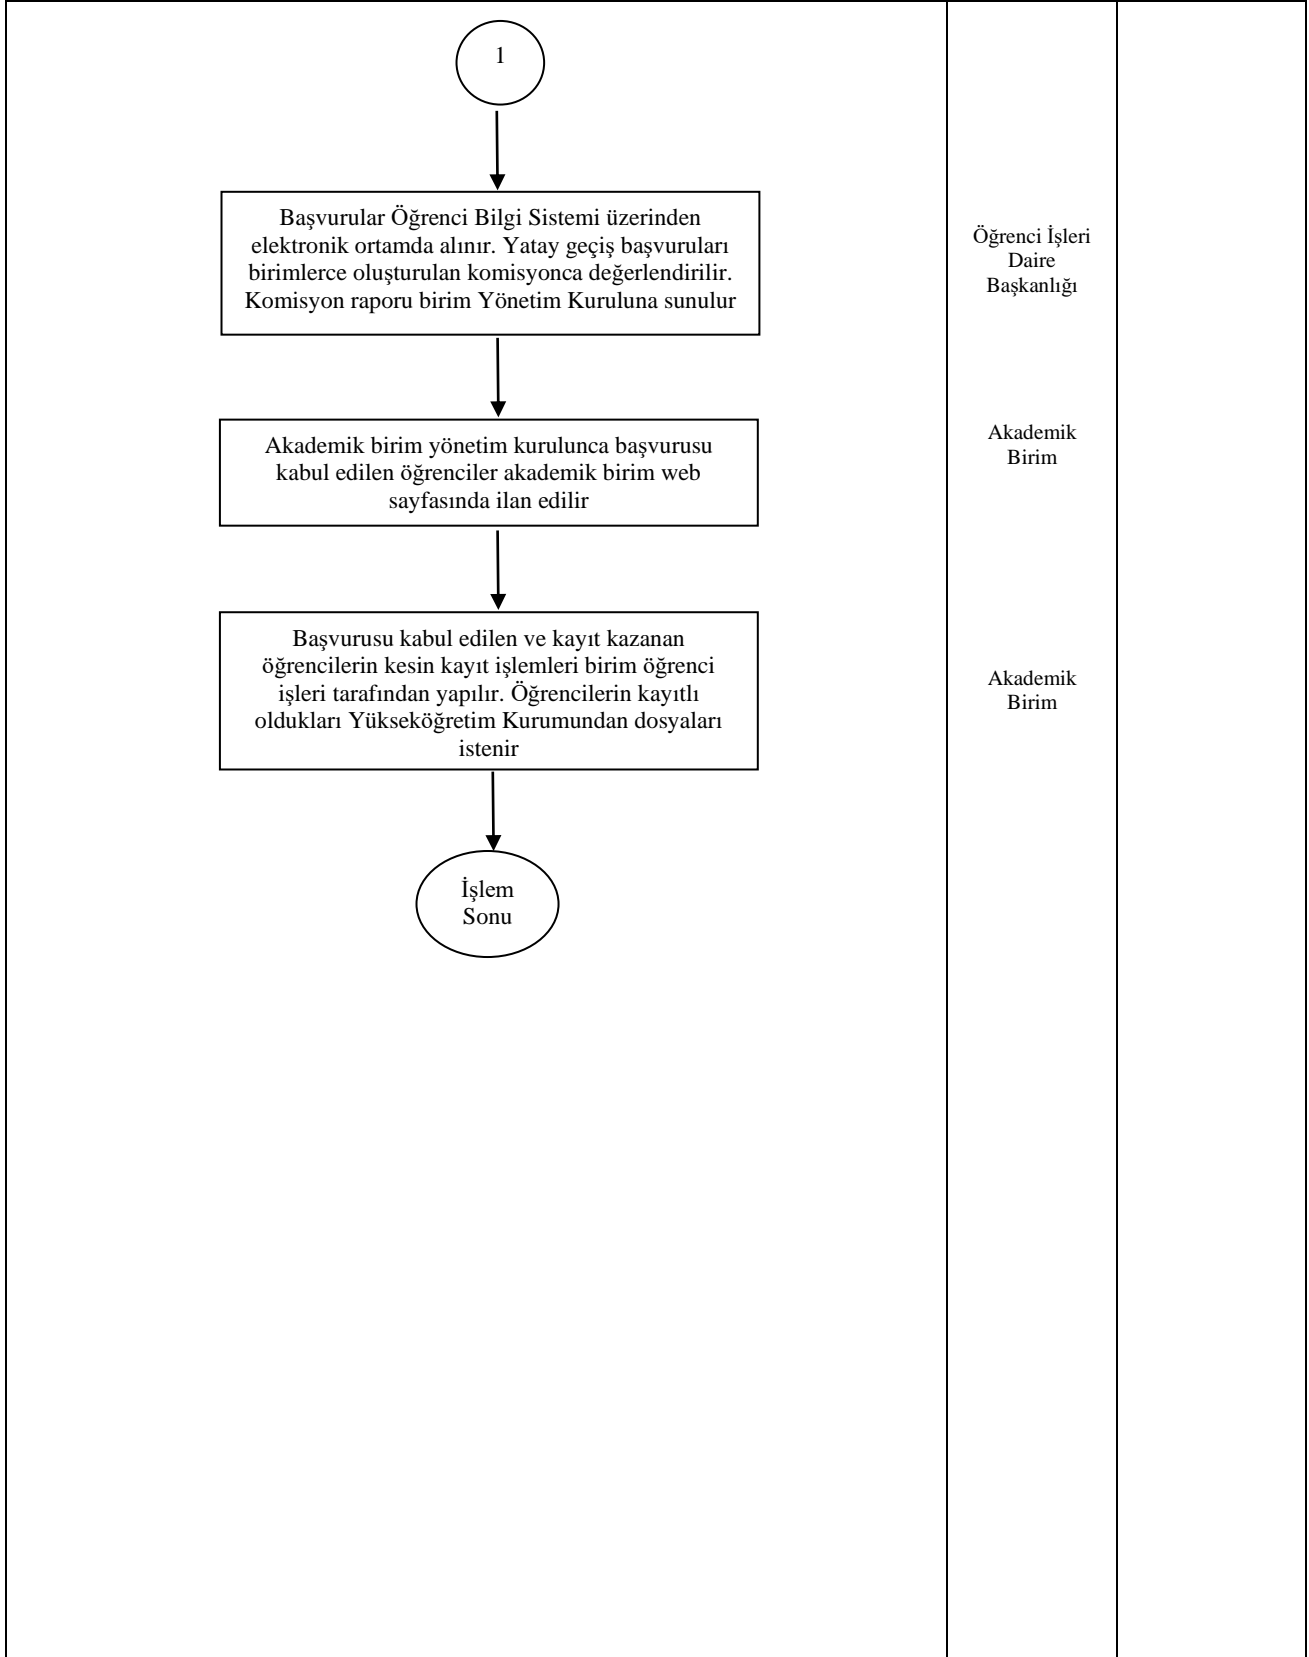 1
Başvurular Öğrenci Bilgi Sistemi üzerinden
elektronik ortamda alınır. Yatay geçiş başvuruları
birimlerce oluşturulan komisyonca değerlendirilir.
Komisyon raporu birim Yönetim Kuruluna sunulur
Öğrenci İşleri
Daire
Başkanlığı
Akademik birim yönetim kurulunca başvurusu
kabul edilen öğrenciler akademik birim web
sayfasında ilan edilir
Akademik
Birim
Başvurusu kabul edilen ve kayıt kazanan
öğrencilerin kesin kayıt işlemleri birim öğrenci
işleri tarafından yapılır. Öğrencilerin kayıtlı
oldukları Yükseköğretim Kurumundan dosyaları
istenir
Akademik
Birim
İşlem
Sonu